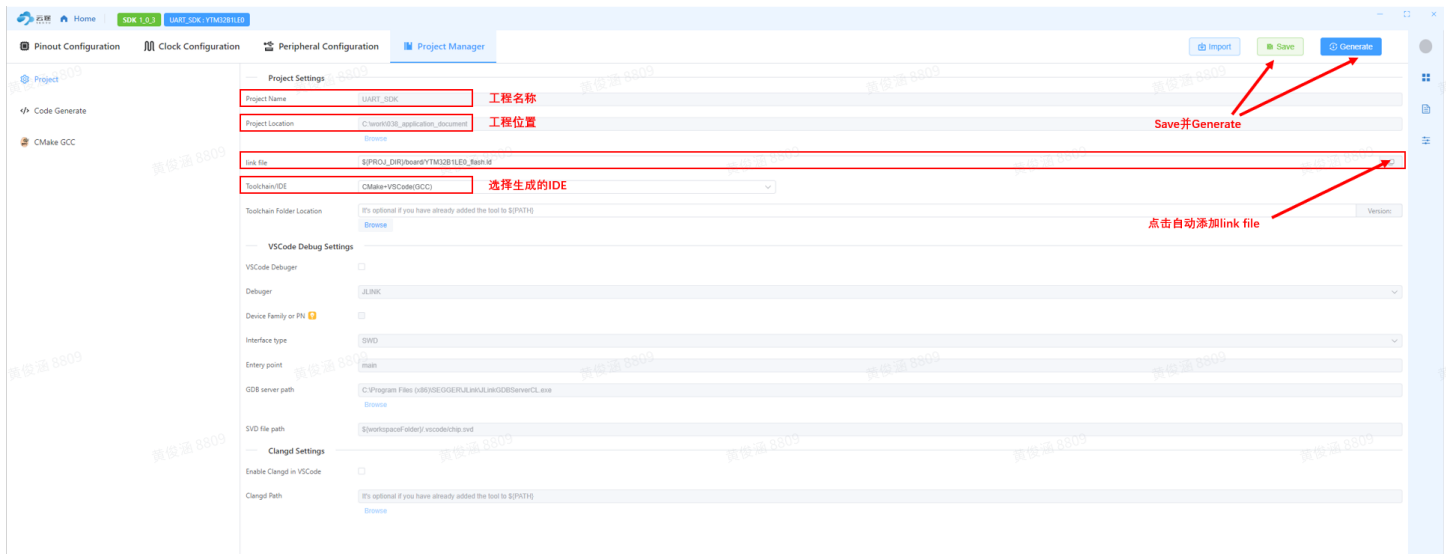 云途 Home SDK 1_0_3 UART_SDK : YTM32B1LE0
Pinout Configuration Clock Configuration Peripheral Configuration Project Manager Import Save Generate
Project
Code Generate
CMake GCC
Project Settings
Project Name UART_SDK 工程名称
Project Location C:\work\038_application_document 工程位置
Browse
Save并Generate
link file ${PROJ_DIR}/board/YTM32B1LE0_flash.ld
Toolchain/IDE CMake+VSCode(GCC) 选择生成的IDE
Toolchain Folder Location It's optional if you have already added the tool to ${PATH} Version:
Browse
点击自动添加link file
VSCode Debug Settings
VSCode Debuger
Debuger JLINK
Device Family or PN
Interface type SWD
Entery point main
GDB server path C:\Program Files (x86)\SEGGER\JLink\JLinkGDBServerCL.exe
Browse
SVD file path ${workspaceFolder}/.vscode/chip.svd
Clangd Settings
Enable Clangd in VSCode
Clangd Path It's optional if you have already added the tool to ${PATH}
Browse
黄俊涵 8809